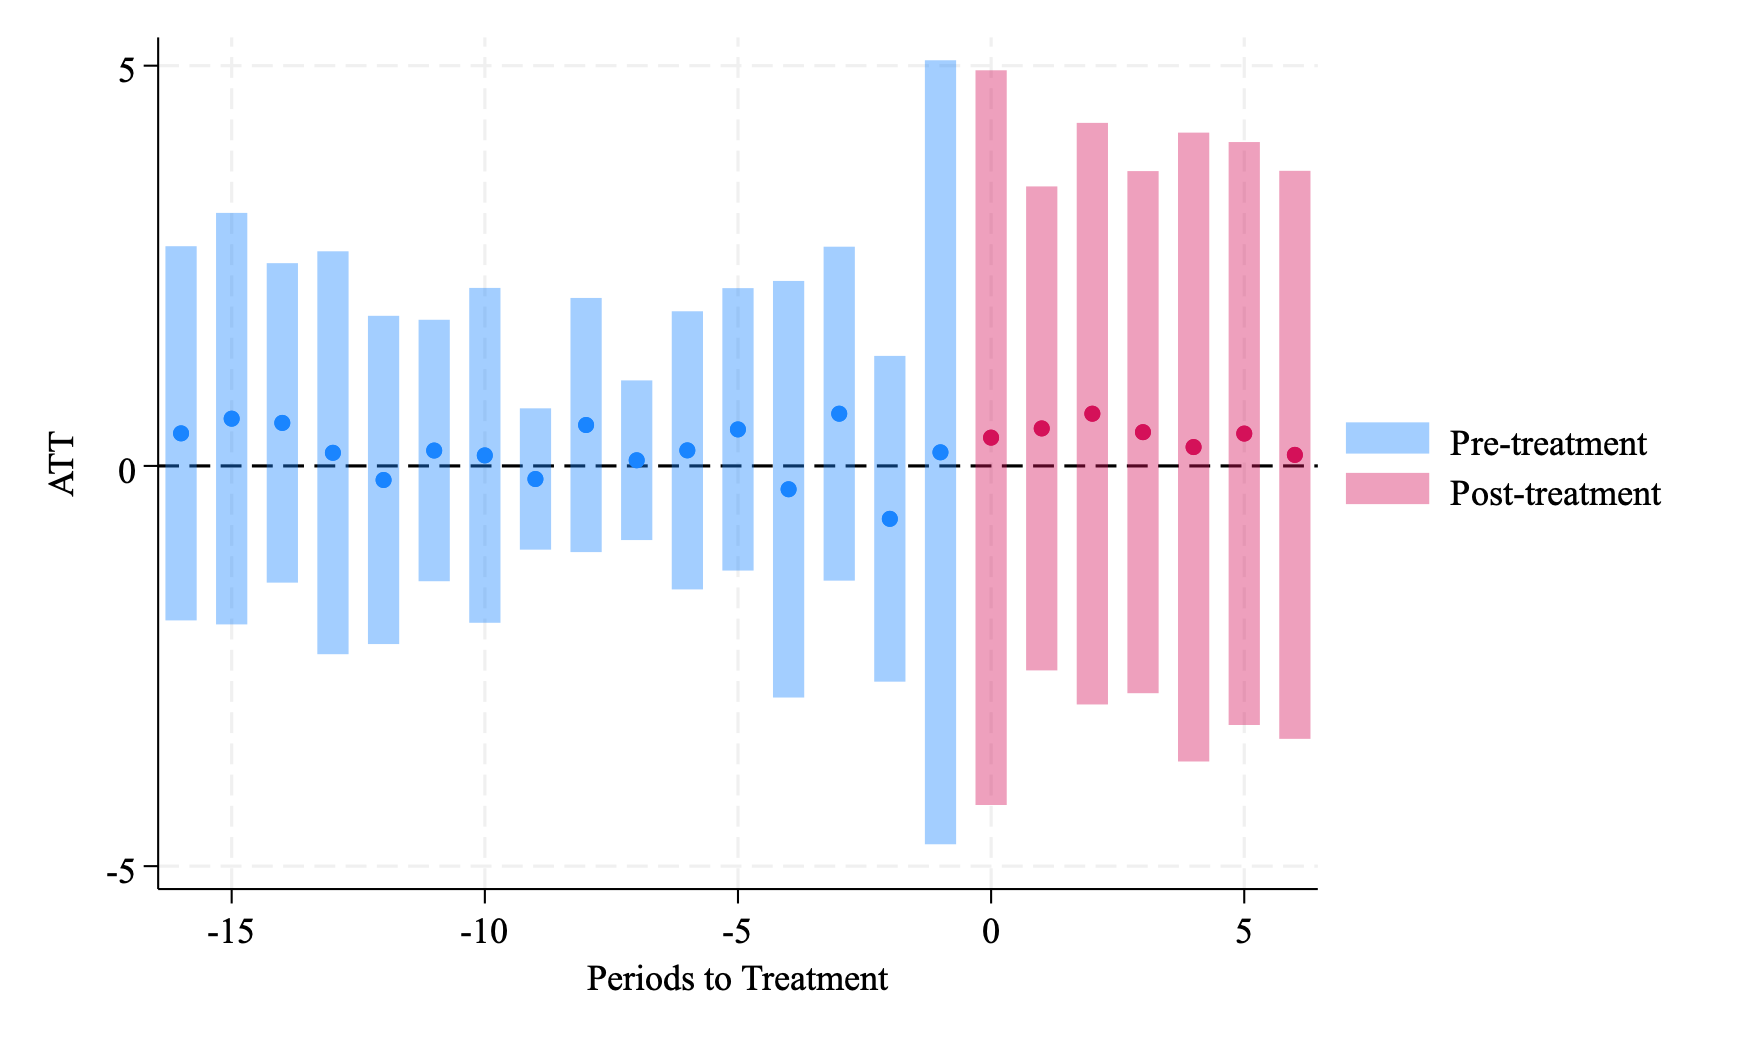 5
0
-5
ATT
-15 -10 -5 0 5
Periods to Treatment
Pre-treatment
Post-treatment